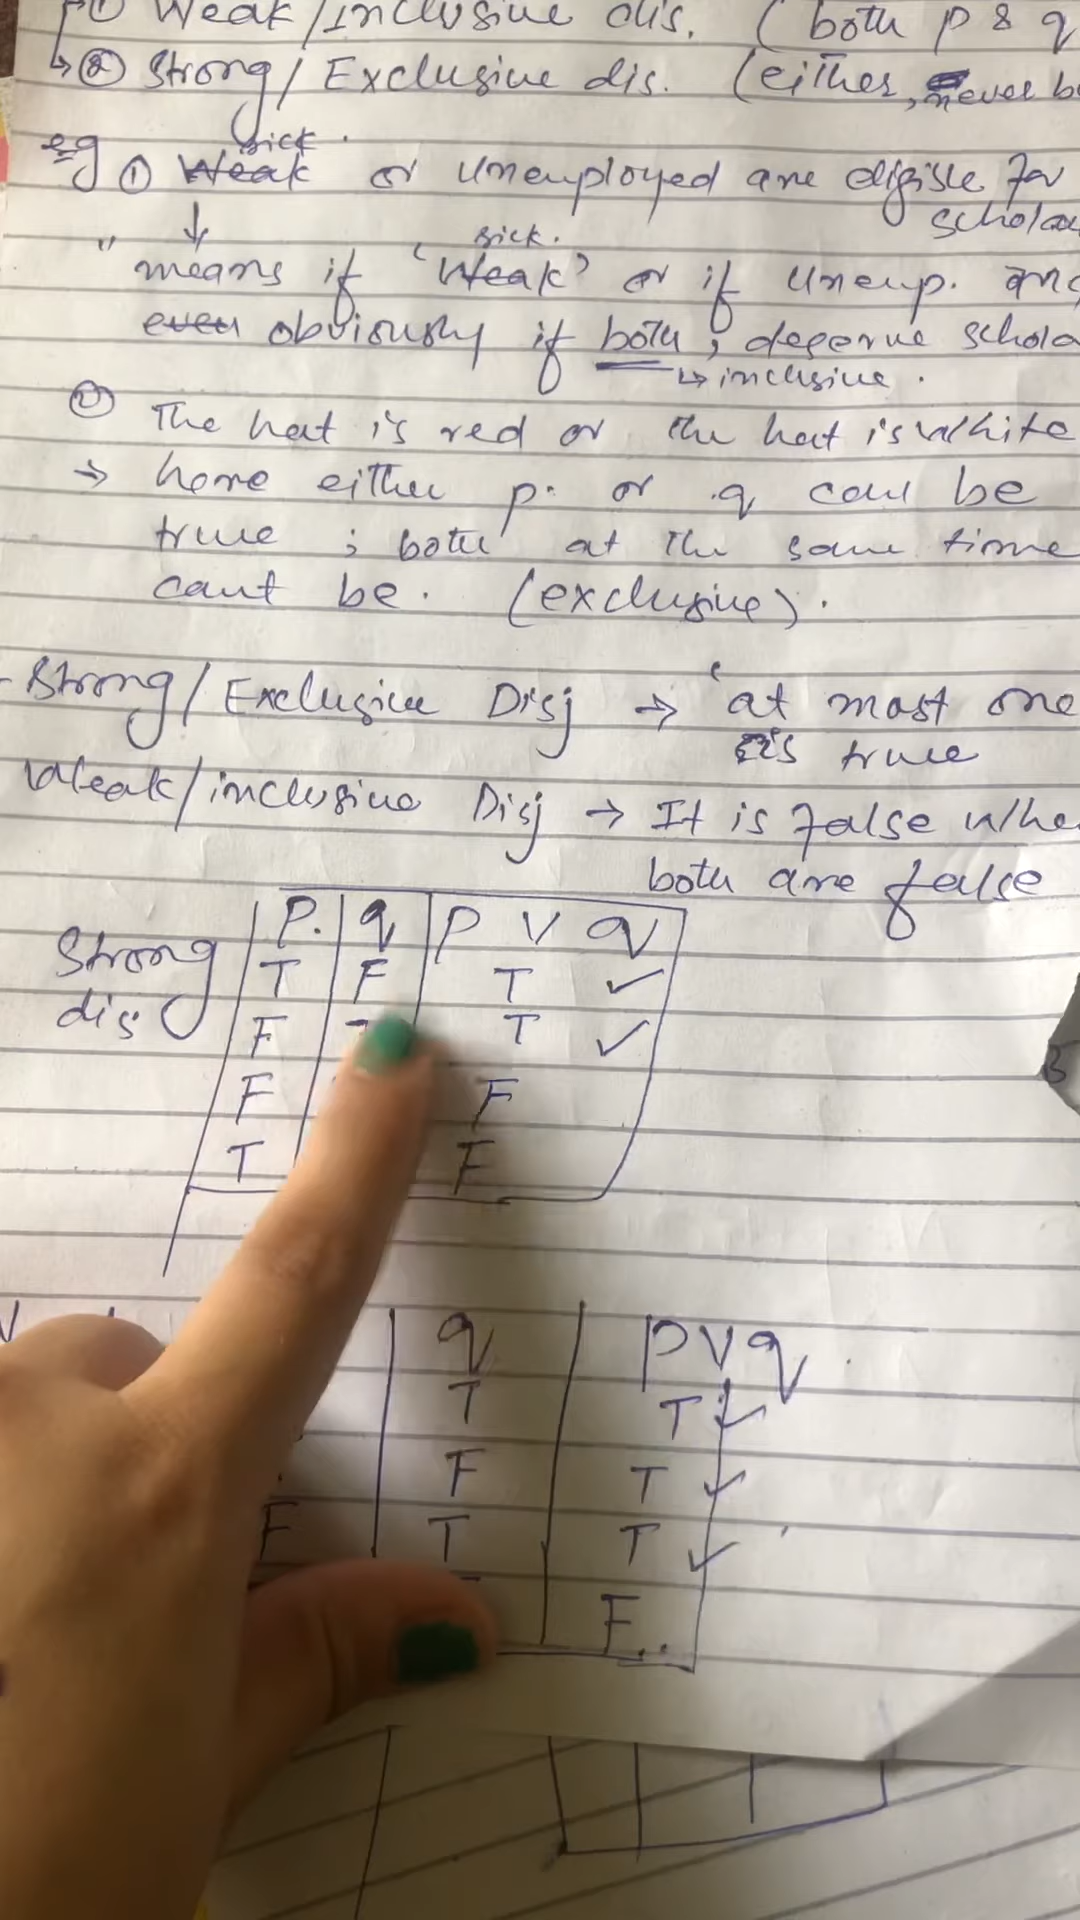 ① Weak/Inclusive dis. (both p & q
↳② Strong/Exclusive dis. (either, never b
sick.
eg ① Weak or unemployed are eligible for
schola
↓ sick.
"means if 'Weak' or if unemp. and
even obviously if both, deserve schola
↳ inclusive.
② The hat is red or the hat is white
→ here either p. or q can be
true ; both at the same time
cant be. (exclusive).
- Strong/Exclusive Disj → 'at most one
is true
Weak/inclusive Disj → It is false whe
both are false
Strong dis. P. q p V q
T F T ✓
F T ✓
F F
T F
q p V q.
T T ✓
F T ✓
F T T ✓
F..